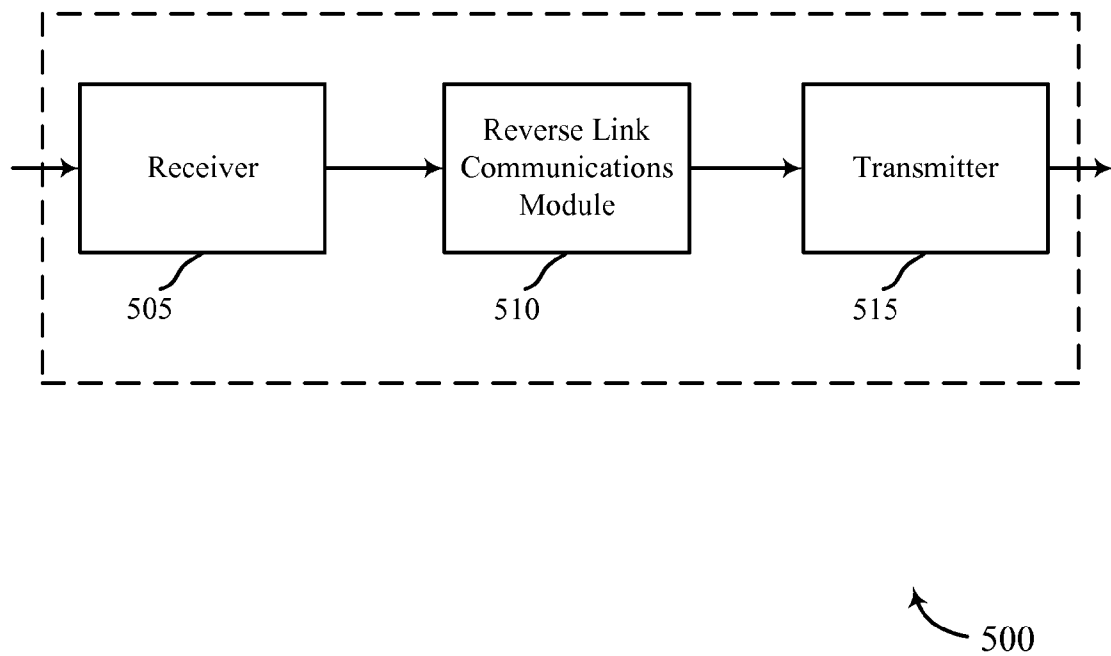 Receiver
Reverse Link
Communications
Module
Transmitter
505
510
515
500